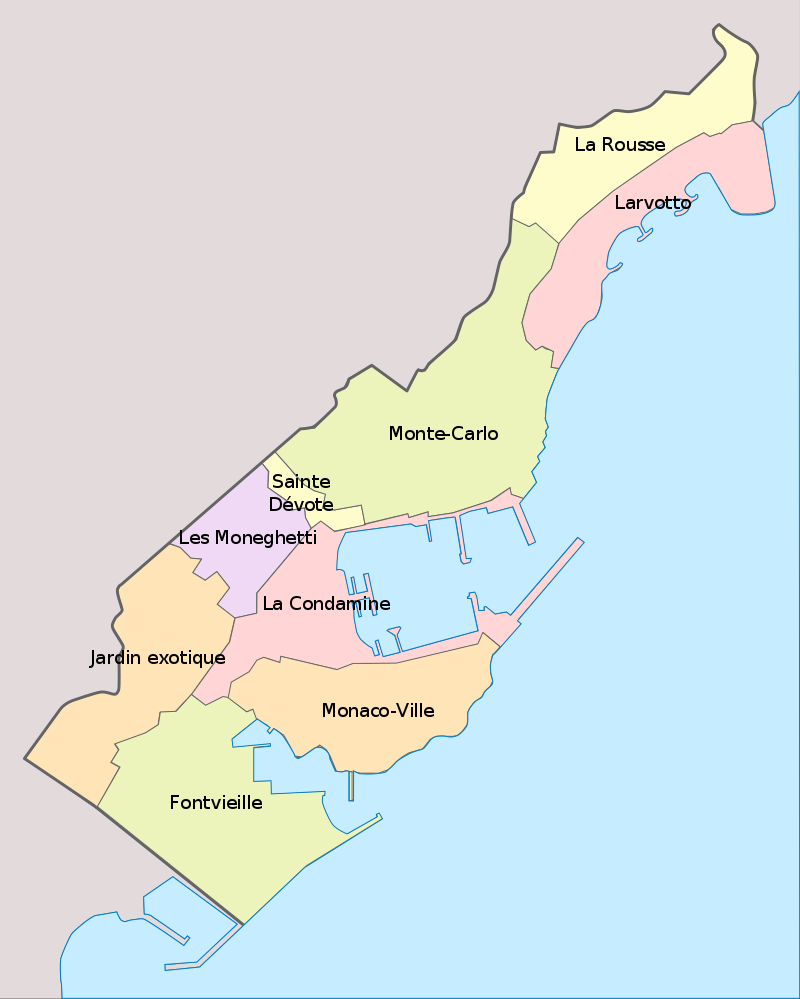 La Rousse
Larvotto
Monte-Carlo
Sainte
Dévote
Les Moneghetti
La Condamine
Jardin exotique
Monaco-Ville
Fontvieille